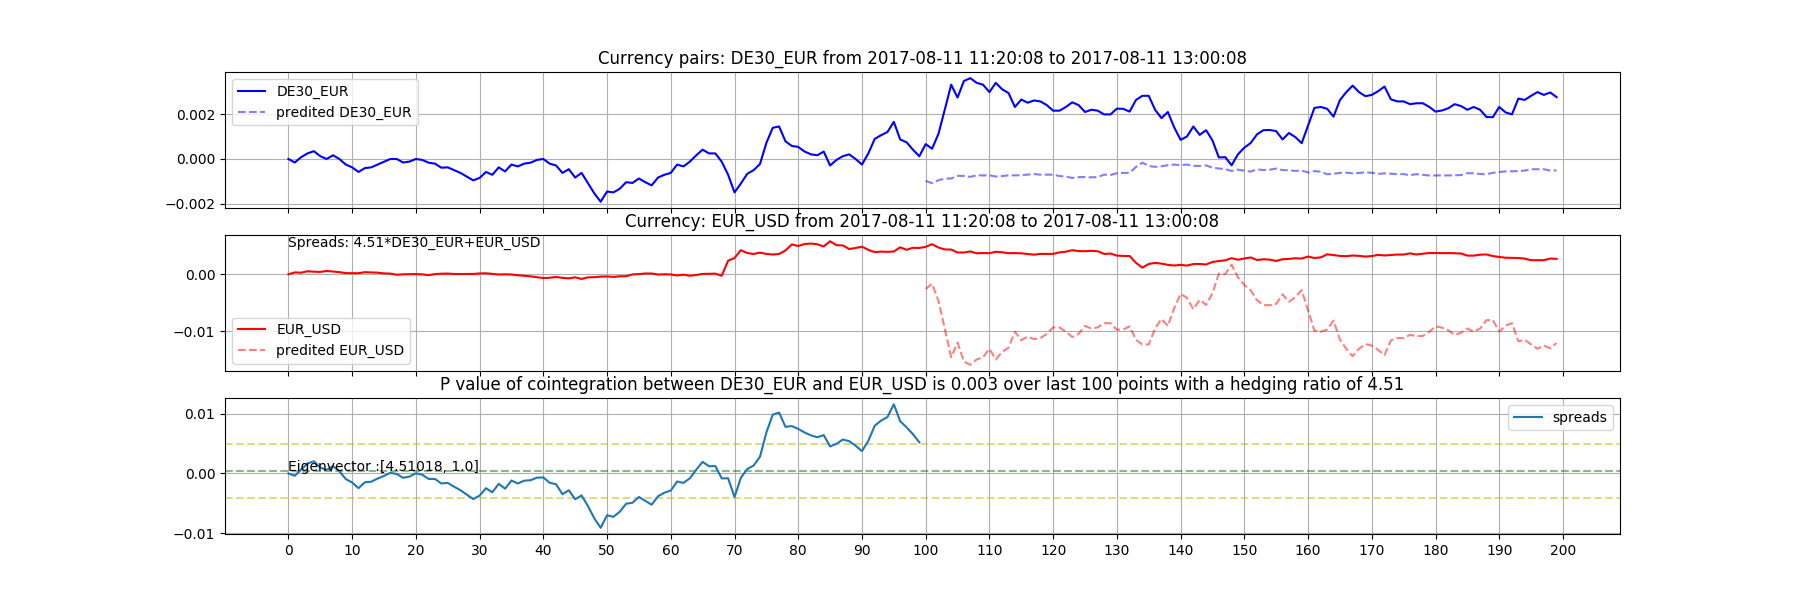 Currency pairs: DE30_EUR from 2017-08-11 11:20:08 to 2017-08-11 13:00:08
DE30_EUR
predited DE30_EUR
0.002
0.000
−0.002
Currency: EUR_USD from 2017-08-11 11:20:08 to 2017-08-11 13:00:08
Spreads: 4.51*DE30_EUR+EUR_USD
0.00
−0.01
EUR_USD
predited EUR_USD
P value of cointegration between DE30_EUR and EUR_USD is 0.003 over last 100 points with a hedging ratio of 4.51
spreads
0.01
Eigenvector :[4.51018, 1.0]
0.00
−0.01
0 10 20 30 40 50 60 70 80 90 100 110 120 130 140 150 160 170 180 190 200